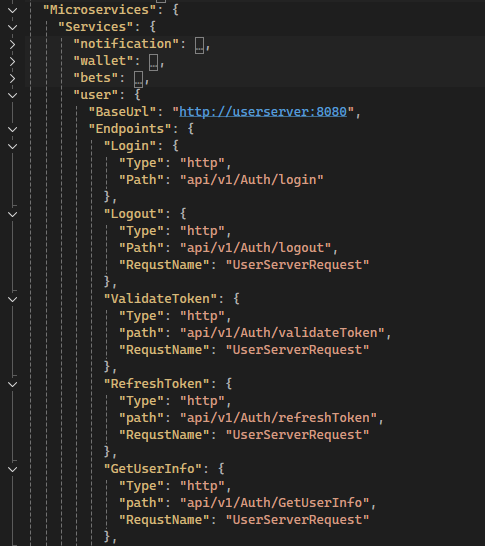 "Microservices": {
"Services": {
"notification": {…},
"wallet": {…},
"bets": {…},
"user": {
"BaseUrl": "http://userserver:8080",
"Endpoints": {
"Login": {
"Type": "http",
"Path": "api/v1/Auth/login"
},
"Logout": {
"Type": "http",
"Path": "api/v1/Auth/logout",
"RequstName": "UserServerRequest"
},
"ValidateToken": {
"Type": "http",
"path": "api/v1/Auth/validateToken",
"RequstName": "UserServerRequest"
},
"RefreshToken": {
"Type": "http",
"path": "api/v1/Auth/refreshToken",
"RequstName": "UserServerRequest"
},
"GetUserInfo": {
"Type": "http",
"path": "api/v1/Auth/GetUserInfo",
"RequstName": "UserServerRequest"
},